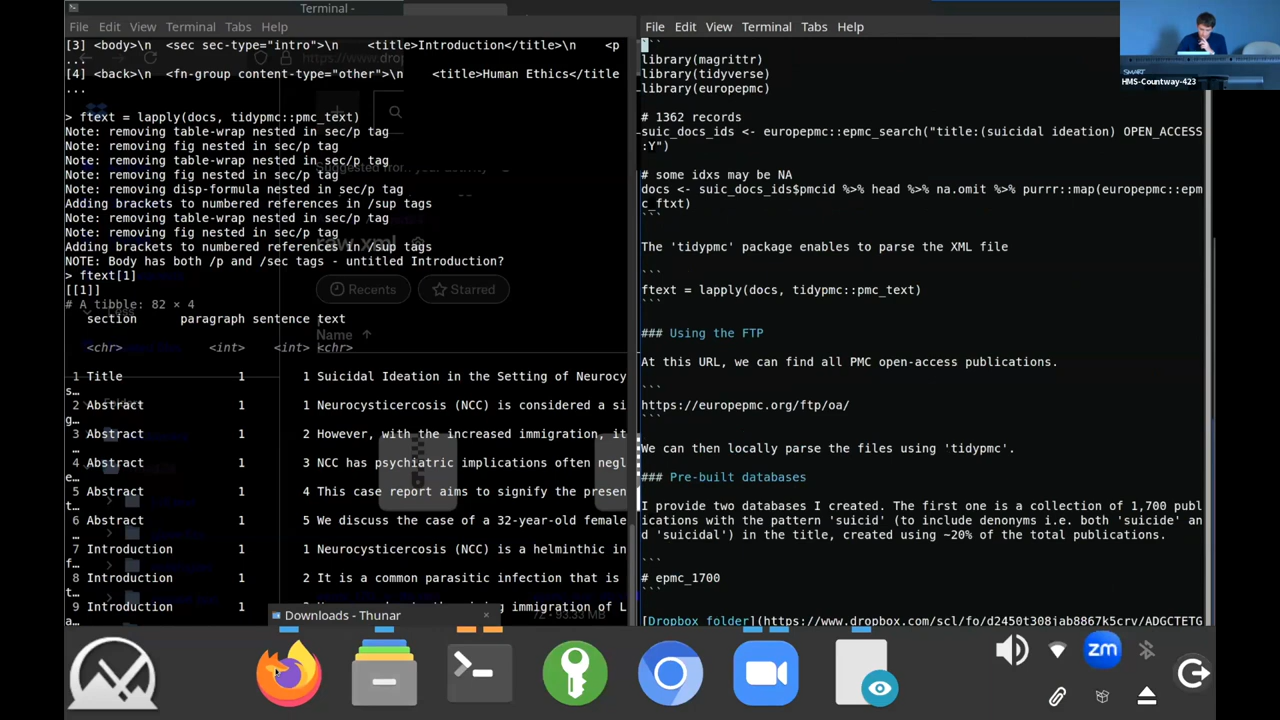 Terminal -
File Edit View Terminal Tabs Help
[3] <body>\n <sec sec-type="intro">\n <title>Introduction</title>\n <p
...
[4] <back>\n <fn-group content-type="other">\n <title>Human Ethics</title
...
> ftext = lapply(docs, tidypmc::pmc_text)
Note: removing table-wrap nested in sec/p tag
Note: removing fig nested in sec/p tag
Note: removing table-wrap nested in sec/p tag
Note: removing fig nested in sec/p tag
Note: removing disp-formula nested in sec/p tag
Adding brackets to numbered references in /sup tags
Note: removing table-wrap nested in sec/p tag
Note: removing fig nested in sec/p tag
Adding brackets to numbered references in /sup tags
NOTE: Body has both /p and /sec tags - untitled Introduction?
> ftext[1]
[[1]]
# A tibble: 82 × 4
section paragraph sentence text
<chr> <int> <int> <chr>
1 Title 1 1 Suicidal Ideation in the Setting of Neurocy
s…
2 Abstract 1 1 Neurocysticercosis (NCC) is considered a si
g…
3 Abstract 1 2 However, with the increased immigration, it
…
4 Abstract 1 3 NCC has psychiatric implications often negl
e…
5 Abstract 1 4 This case report aims to signify the presen
t…
6 Abstract 1 5 We discuss the case of a 32-year-old female
…
7 Introduction 1 1 Neurocysticercosis (NCC) is a helminthic in
f…
8 Introduction 1 2 It is a common parasitic infection that is
…
9 Introduction 1
Recents
Starred
Name
Downloads - Thunar
File Edit View Terminal Tabs Help
```
library(magrittr)
library(tidyverse)
library(europepmc)
# 1362 records
suic_docs_ids <- europepmc::epmc_search("title:(suicidal ideation) OPEN_ACCESS
:Y")
# some idxs may be NA
docs <- suic_docs_ids$pmcid %>% head %>% na.omit %>% purrr::map(europepmc::epm
c_ftxt)
```
The 'tidypmc' package enables to parse the XML file
```
ftext = lapply(docs, tidypmc::pmc_text)
```
### Using the FTP
At this URL, we can find all PMC open-access publications.
```
https://europepmc.org/ftp/oa/
```
We can then locally parse the files using 'tidypmc'.
### Pre-built databases
I provide two databases I created. The first one is a collection of 1,700 publ
ications with the pattern 'suicid' (to include denonyms i.e. both 'suicide' an
d 'suicidal') in the title, created using ~20% of the total publications.
```
# epmc_1700
```
[Dropbox folder](https://www.dropbox.com/scl/fo/d2450t308jab8867k5crv/ADGCTETG
SMART
HMS-Countway-423
zm